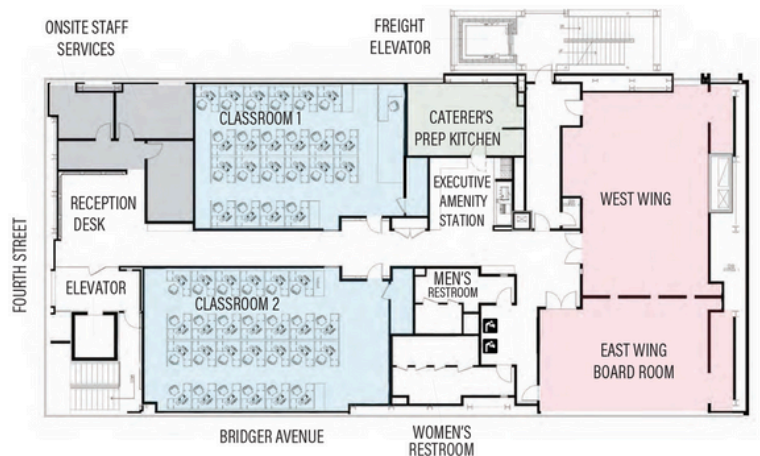 ONSITE STAFF
SERVICES
FREIGHT
ELEVATOR
CLASSROOM 1
CATERER'S
PREP KITCHEN
RECEPTION
DESK
EXECUTIVE
AMENITY
STATION
WEST WING
FOURTH STREET
ELEVATOR
CLASSROOM 2
MEN'S
RESTROOM
EAST WING
BOARD ROOM
BRIDGER AVENUE
WOMEN'S
RESTROOM